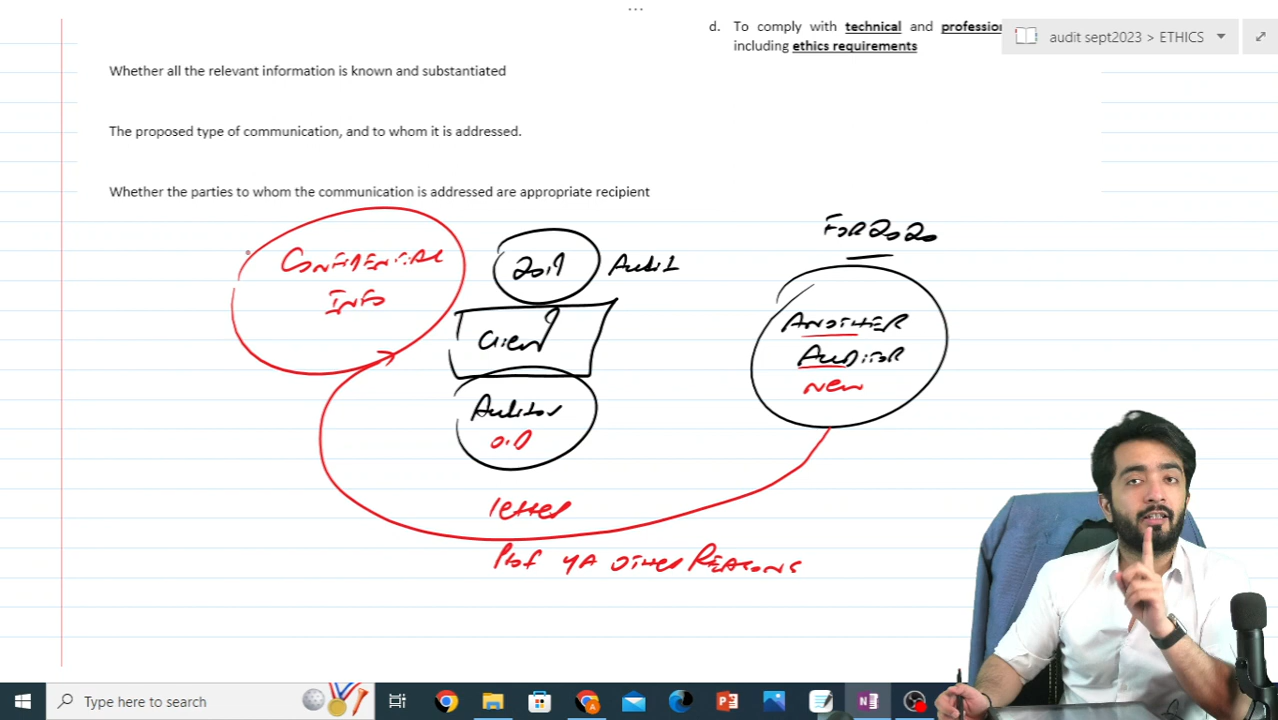 d. To comply with technical and profession
including ethics requirements
audit sept2023 > ETHICS
Whether all the relevant information is known and substantiated
The proposed type of communication, and to whom it is addressed.
Whether the parties to whom the communication is addressed are appropriate recipient
CONFIDENTIAL
INFO
2019 Audit
Client
Auditor
old
FOR 2020
ANOTHER
AUDITOR
New
letter
YA OTHER REASONS
Type here to search